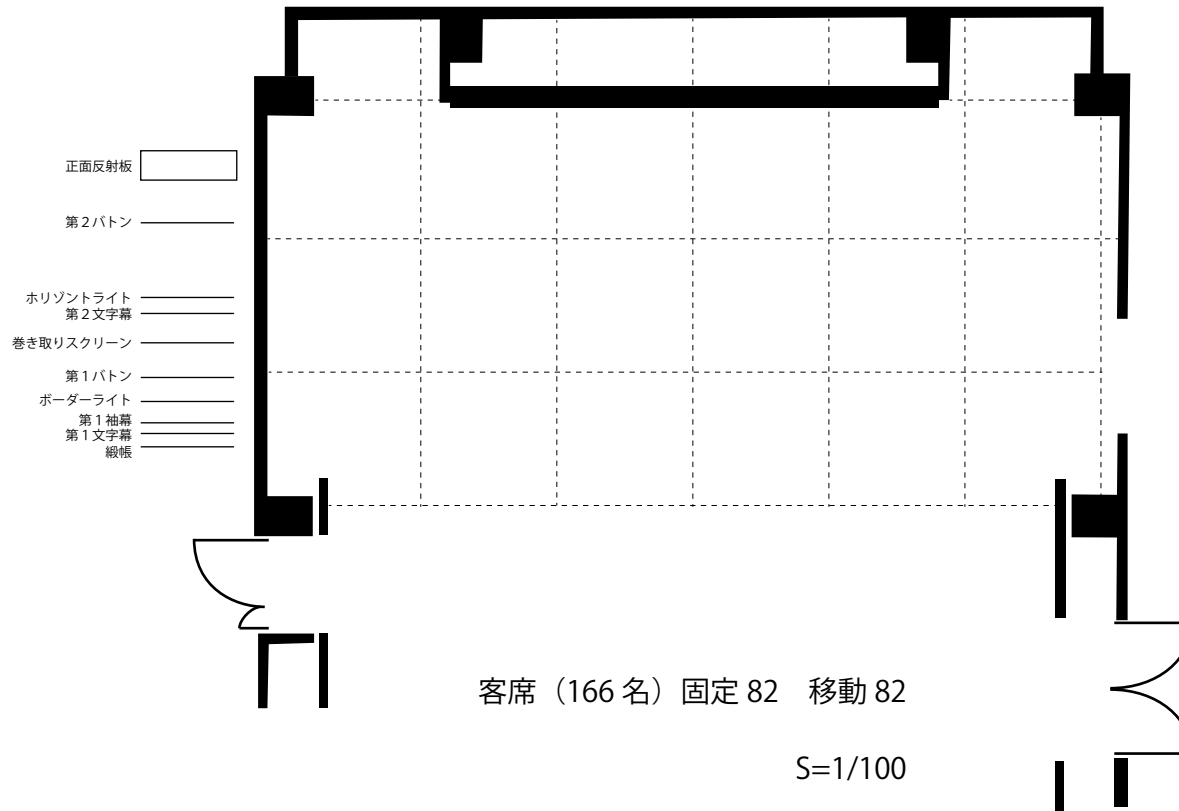 正面反射板
第２バトン
ホリゾントライト
第２文字幕
巻き取りスクリーン
第１バトン
ボーダーライト
第１袖幕
第１文字幕
緞帳
客席（166 名）固定 82　移動 82
S=1/100